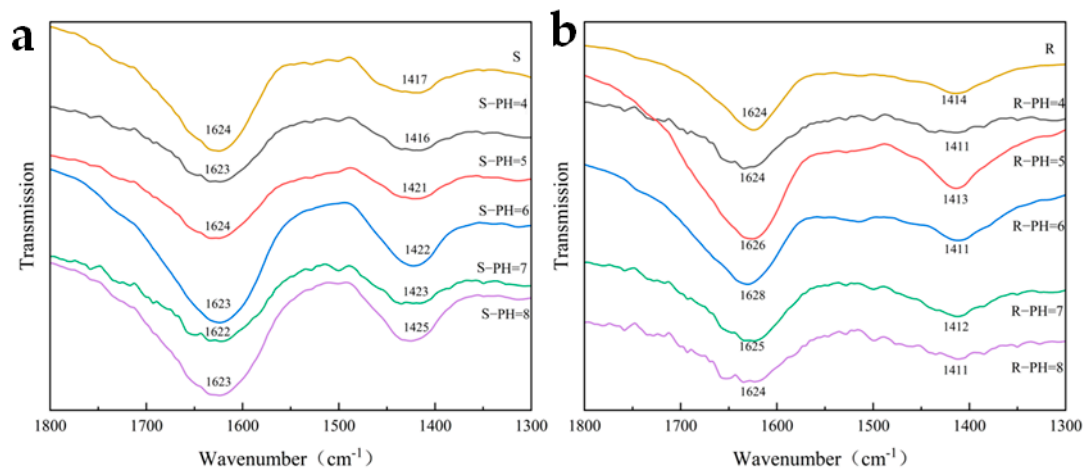 a
S
1417
1624
S−PH=4
1416
1623
S−PH=5
1421
1624
S−PH=6
1422
1623
S−PH=7
1423
1622
S−PH=8
1425
1623
Transmission
1800 1700 1600 1500 1400 1300
Wavenumber（cm-1）
b
R
1414
1624
R−PH=4
1411
1624
R−PH=5
1413
1626
R−PH=6
1411
1628
R−PH=7
1412
1625
R−PH=8
1411
1624
Transmission
1800 1700 1600 1500 1400 1300
Wavenumber（cm-1）